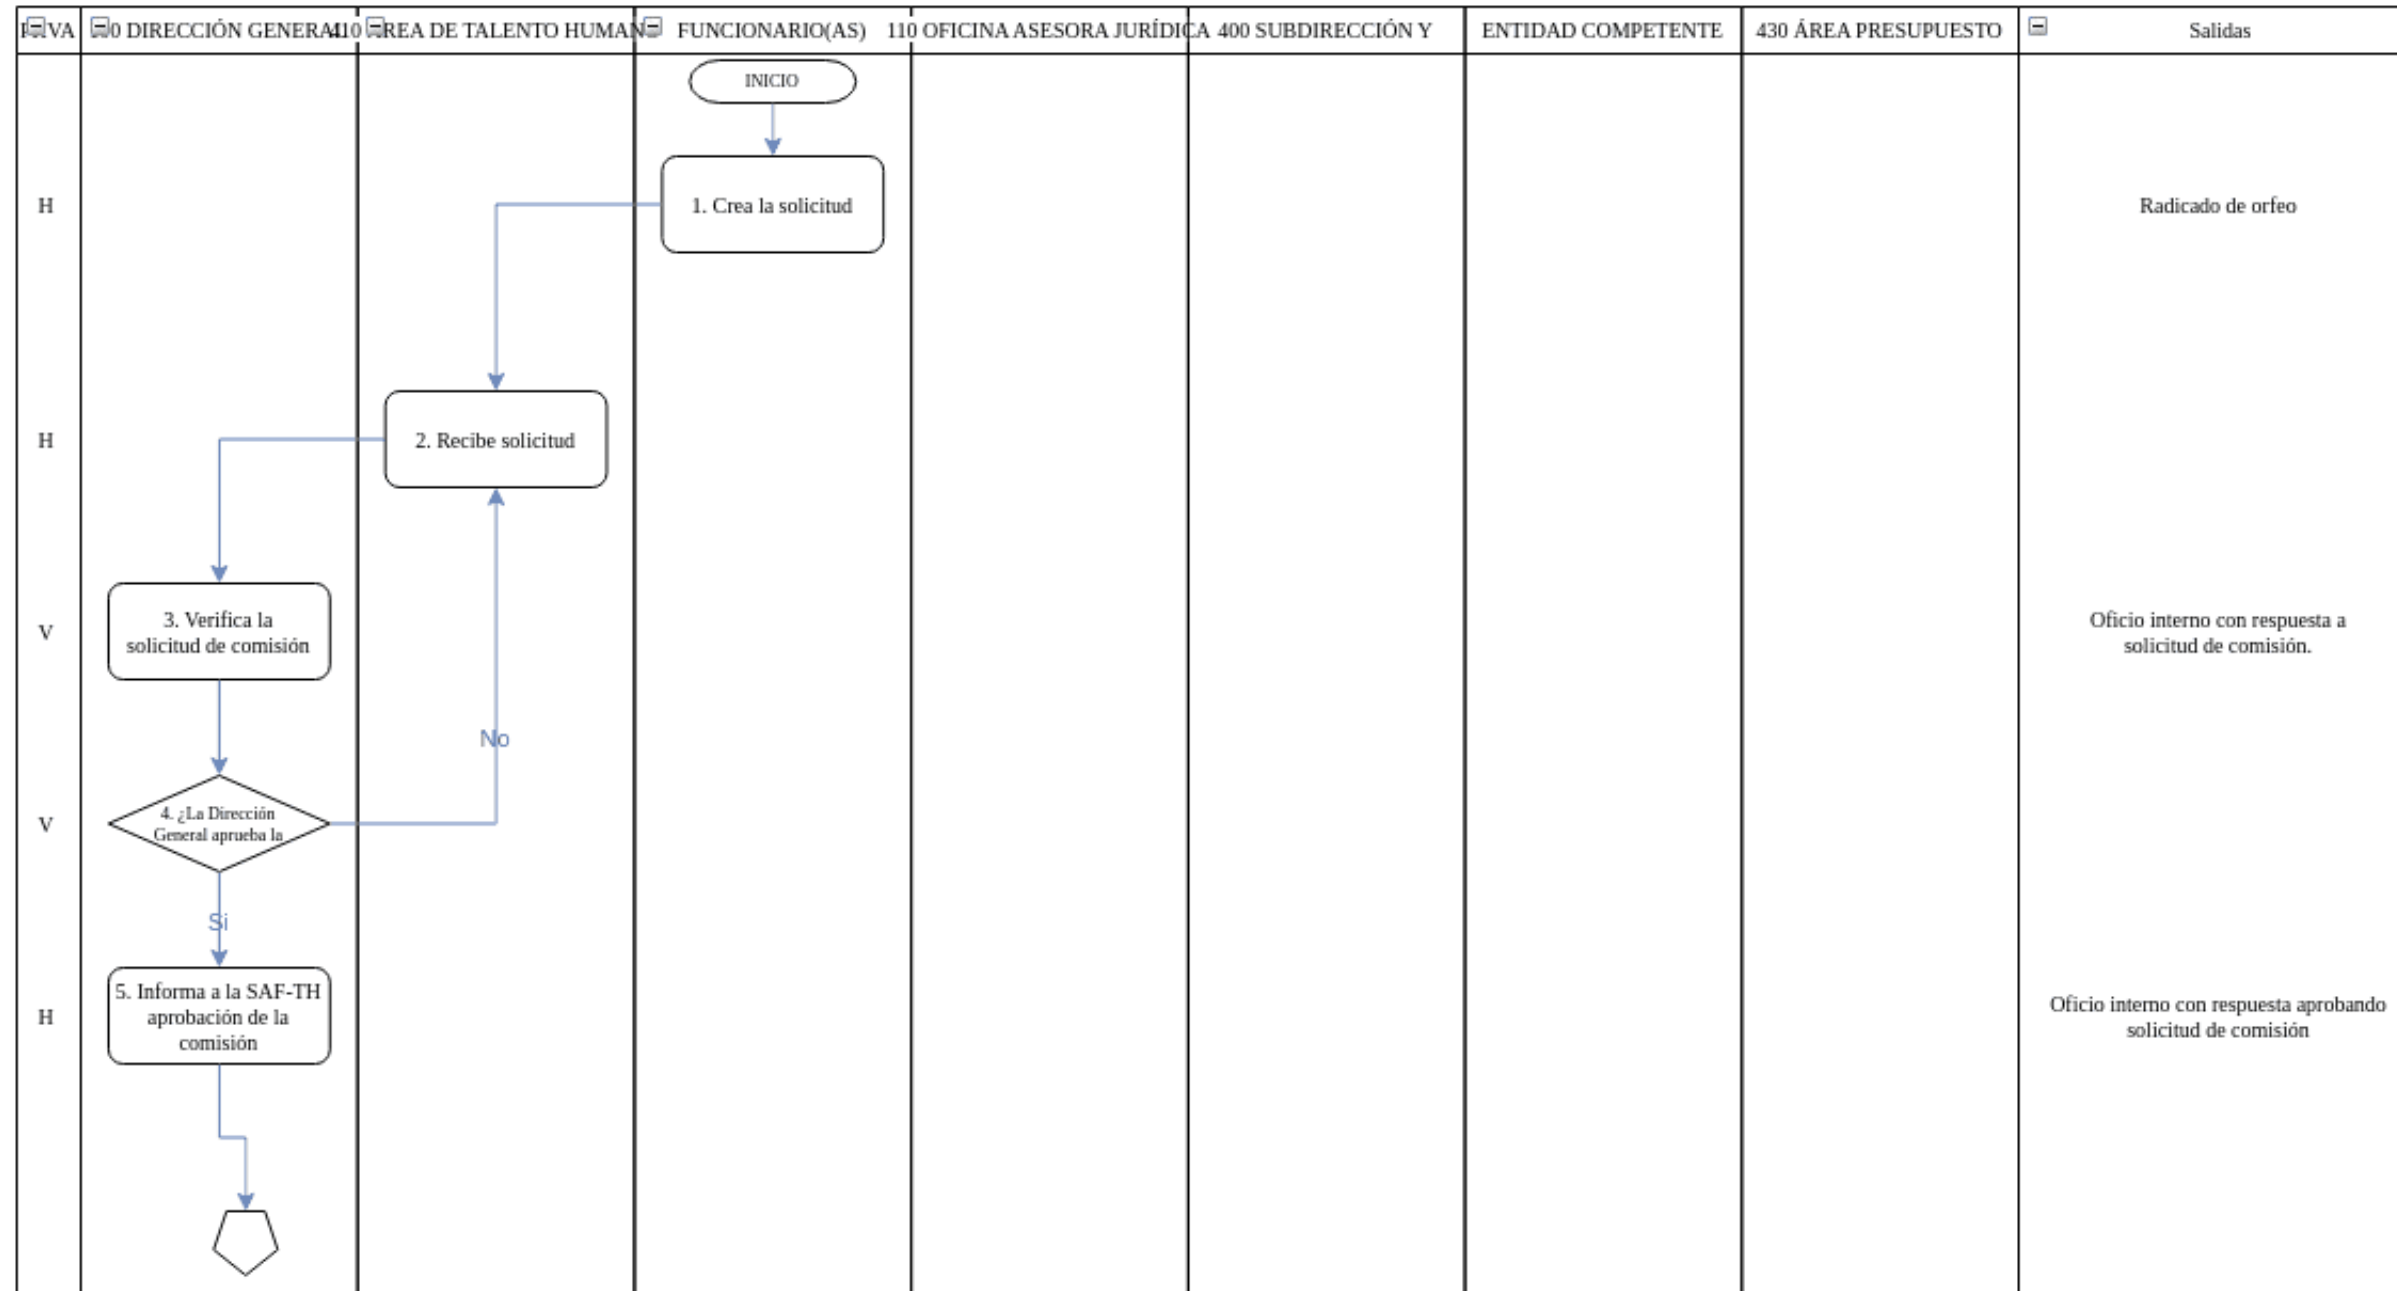 VA
0 DIRECCIÓN GENERAL
410
REA DE TALENTO HUMAN
FUNCIONARIO(AS)
110 OFICINA ASESORA JURÍDICA
400 SUBDIRECCIÓN Y
ENTIDAD COMPETENTE
430 ÁREA PRESUPUESTO
Salidas
INICIO
H
1. Crea la solicitud
Radicado de orfeo
H
2. Recibe solicitud
V
3. Verifica la
solicitud de comisión
Oficio interno con respuesta a
solicitud de comisión.
No
V
4. ¿La Dirección
General aprueba la
Si
H
5. Informa a la SAF-TH
aprobación de la
comisión
Oficio interno con respuesta aprobando
solicitud de comisión